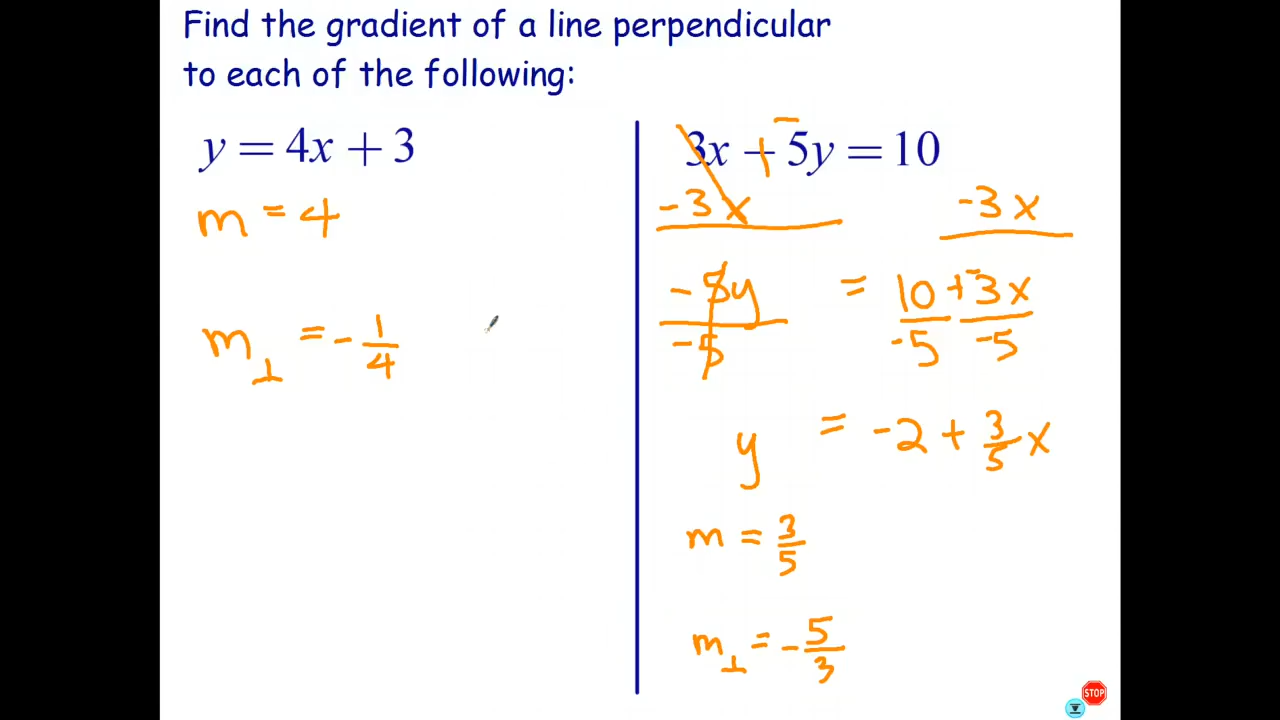 Find the gradient of a line perpendicular
to each of the following:
y = 4x + 3
m = 4
m⊥ = - 1/4
3x + -5y = 10
-3x -3x
-5y = 10 + -3x
-5 -5 -5
y = -2 + 3/5 x
m = 3/5
m⊥ = - 5/3
STOP